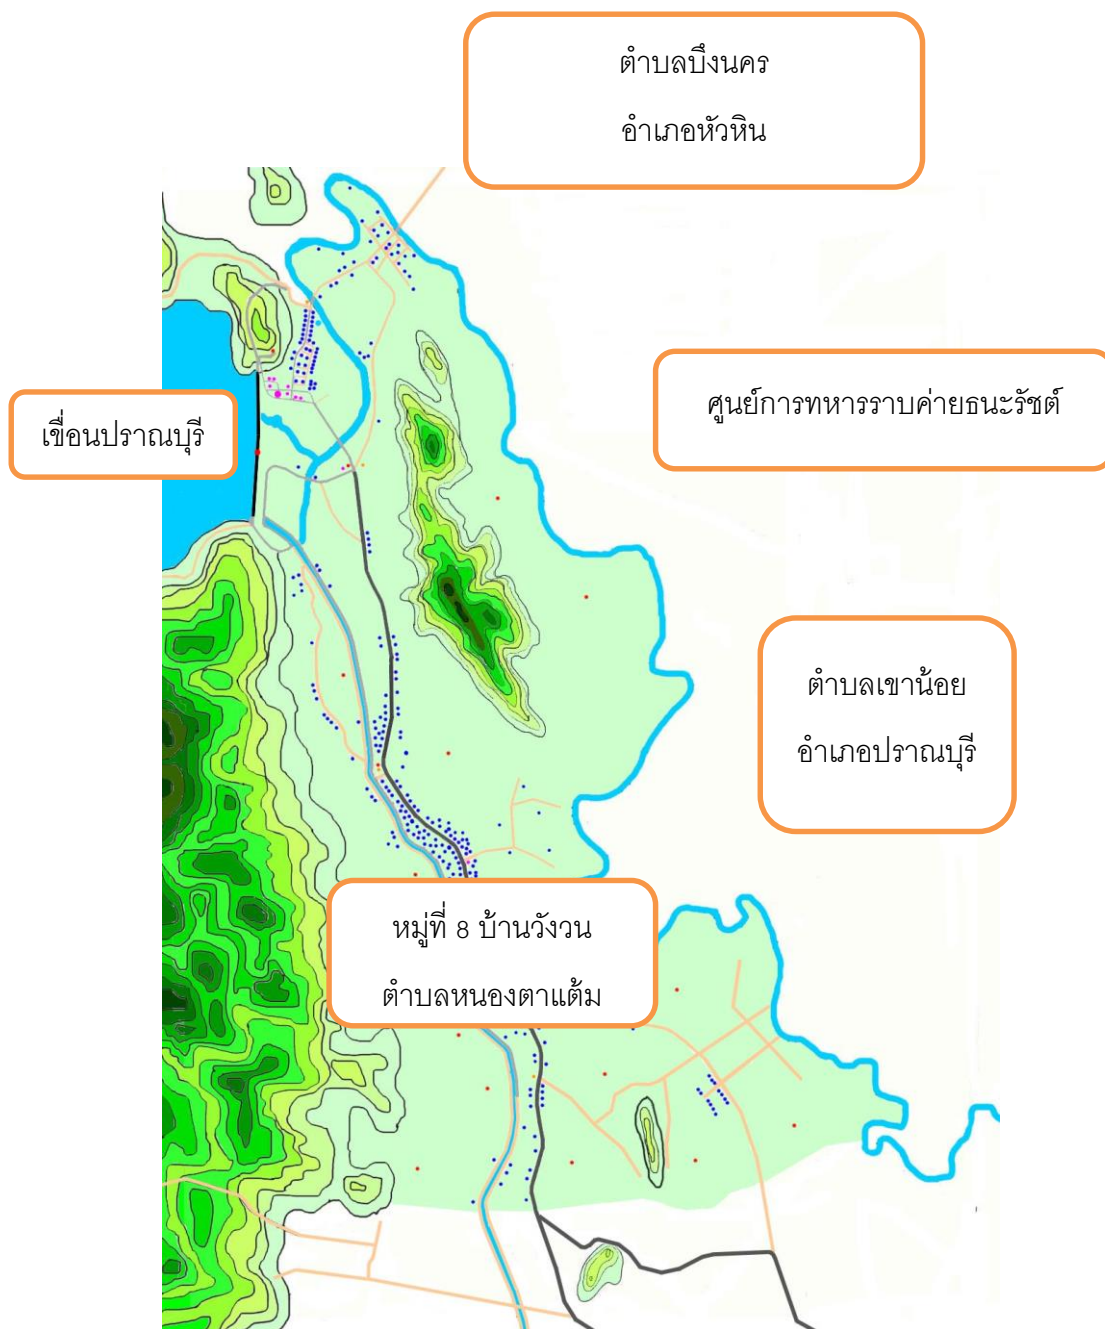 ตำบลบึงนคร
อำเภอหัวหิน
ศูนย์การทหารราบค่ายธนะรัชต์
เขื่อนปราณบุรี
ตำบลเขาน้อย
อำเภอปราณบุรี
หมู่ที่ 8 บ้านวังวน
ตำบลหนองตาแต้ม